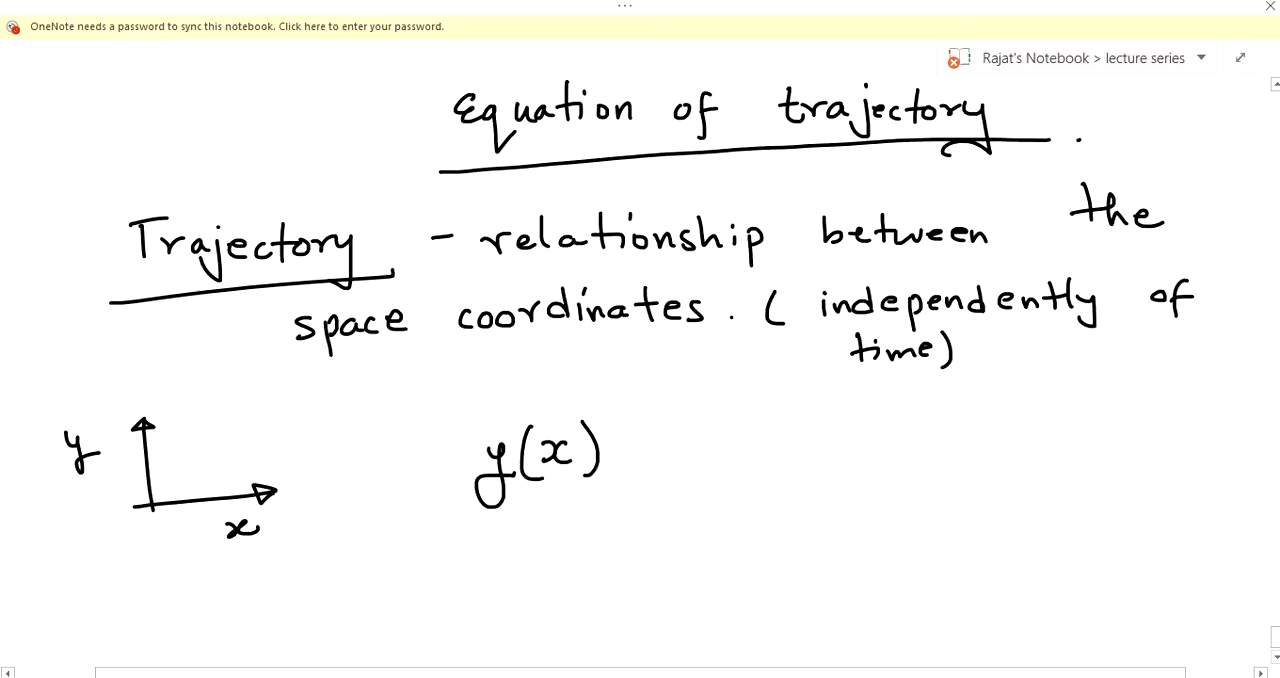 ...
OneNote needs a password to sync this notebook. Click here to enter your password.
Rajat's Notebook > lecture series
Equation of trajectory.
Trajectory - relationship between the
space coordinates. (independently of
time)
y
y(x)
x